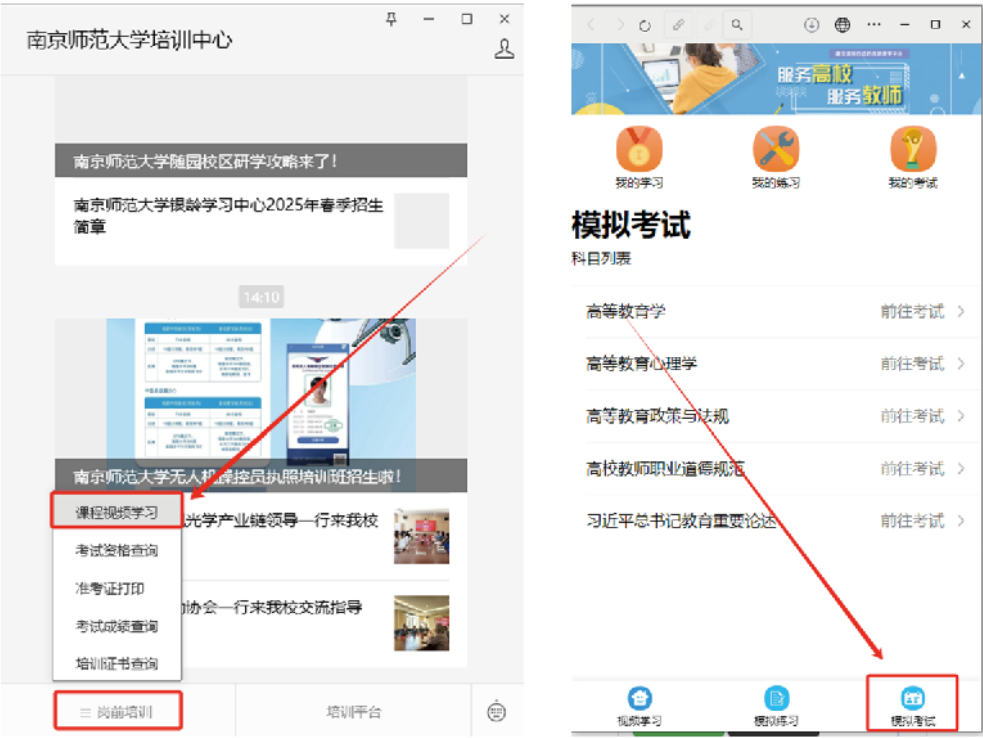 南京师范大学培训中心
南京师范大学随园校区研学攻略来了！
南京师范大学银龄学习中心2025年春季招生
简章
14:10
南京师范大学无人机操控员执照培训班招生啦！
课程视频学习
光学产业链领导一行来我校
考试资格查询
准考证打印
协会一行来我校交流指导
考试成绩查询
培训证书查询
岗前培训
培训平台
服务高校
服务教师
我的学习
我的练习
我的考试
模拟考试
科目列表
高等教育学 前往考试
高等教育心理学 前往考试
高等教育政策与法规 前往考试
高校教师职业道德规范 前往考试
习近平总书记教育重要论述 前往考试
视频学习
模拟练习
模拟考试